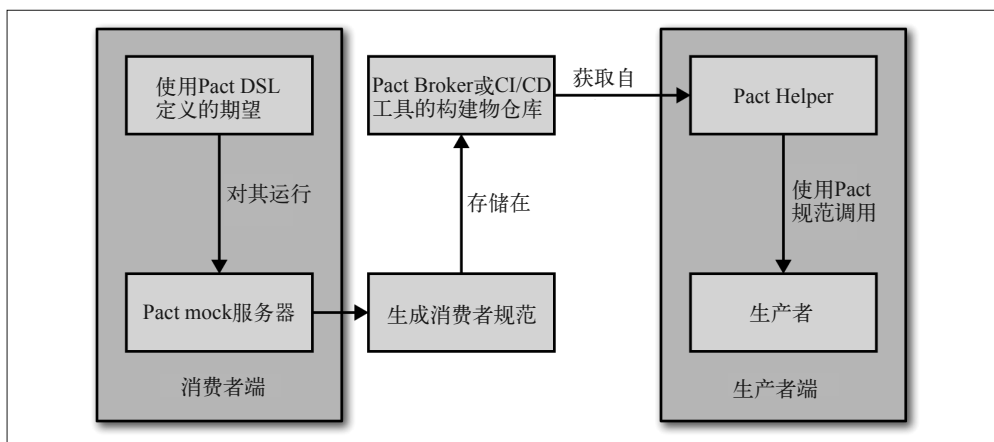 使用Pact DSL
定义的期望
对其运行
Pact mock服务器
消费者端
Pact Broker或CI/CD
工具的构建物仓库
存储在
生成消费者规范
获取自
Pact Helper
使用Pact
规范调用
生产者
生产者端